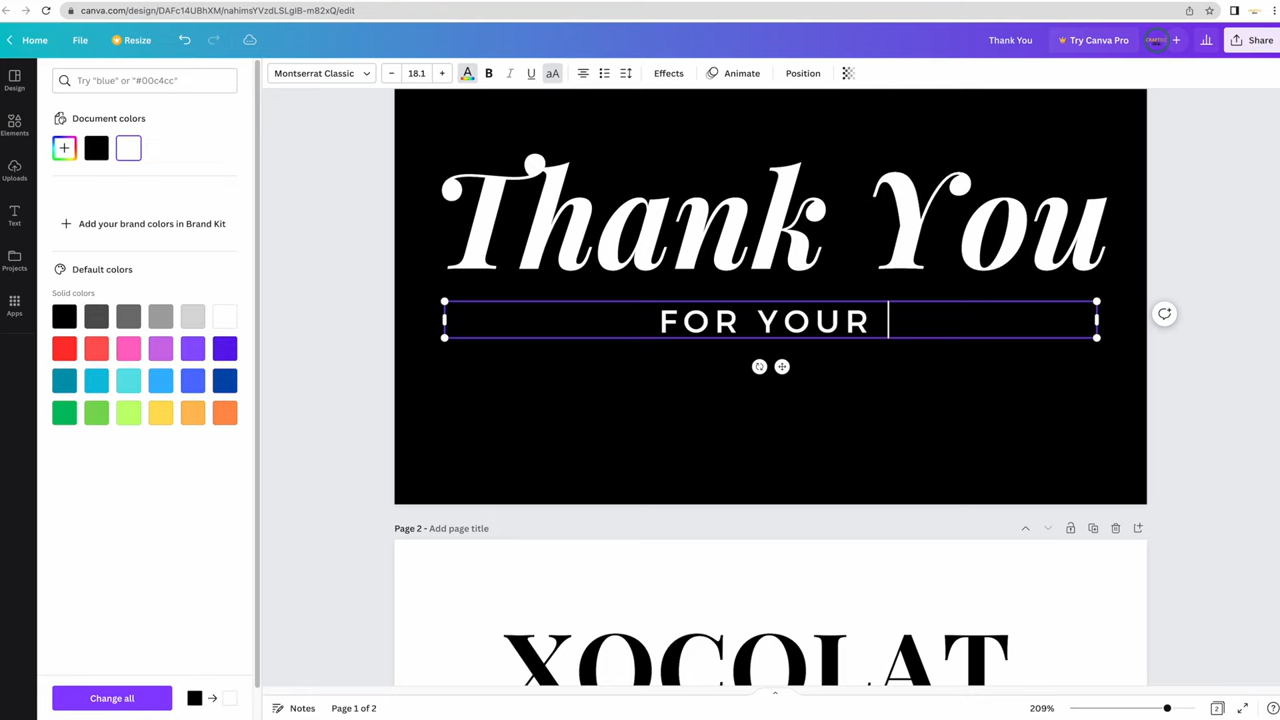 canva.com/design/DAFc14UBhXM/nahimsYVzdLSLgIB-m82xQ/edit
Home File Resize Thank You Try Canva Pro Share
Try "blue" or "#00c4cc" Montserrat Classic 18.1 A B I U aA Effects Animate Position
Design
Elements
Uploads
Text
Projects
Apps
Document colors
Add your brand colors in Brand Kit
Default colors
Solid colors
Change all
Thank You
FOR YOUR
Page 2 - Add page title
XOCOLAT
Notes Page 1 of 2 209% 2